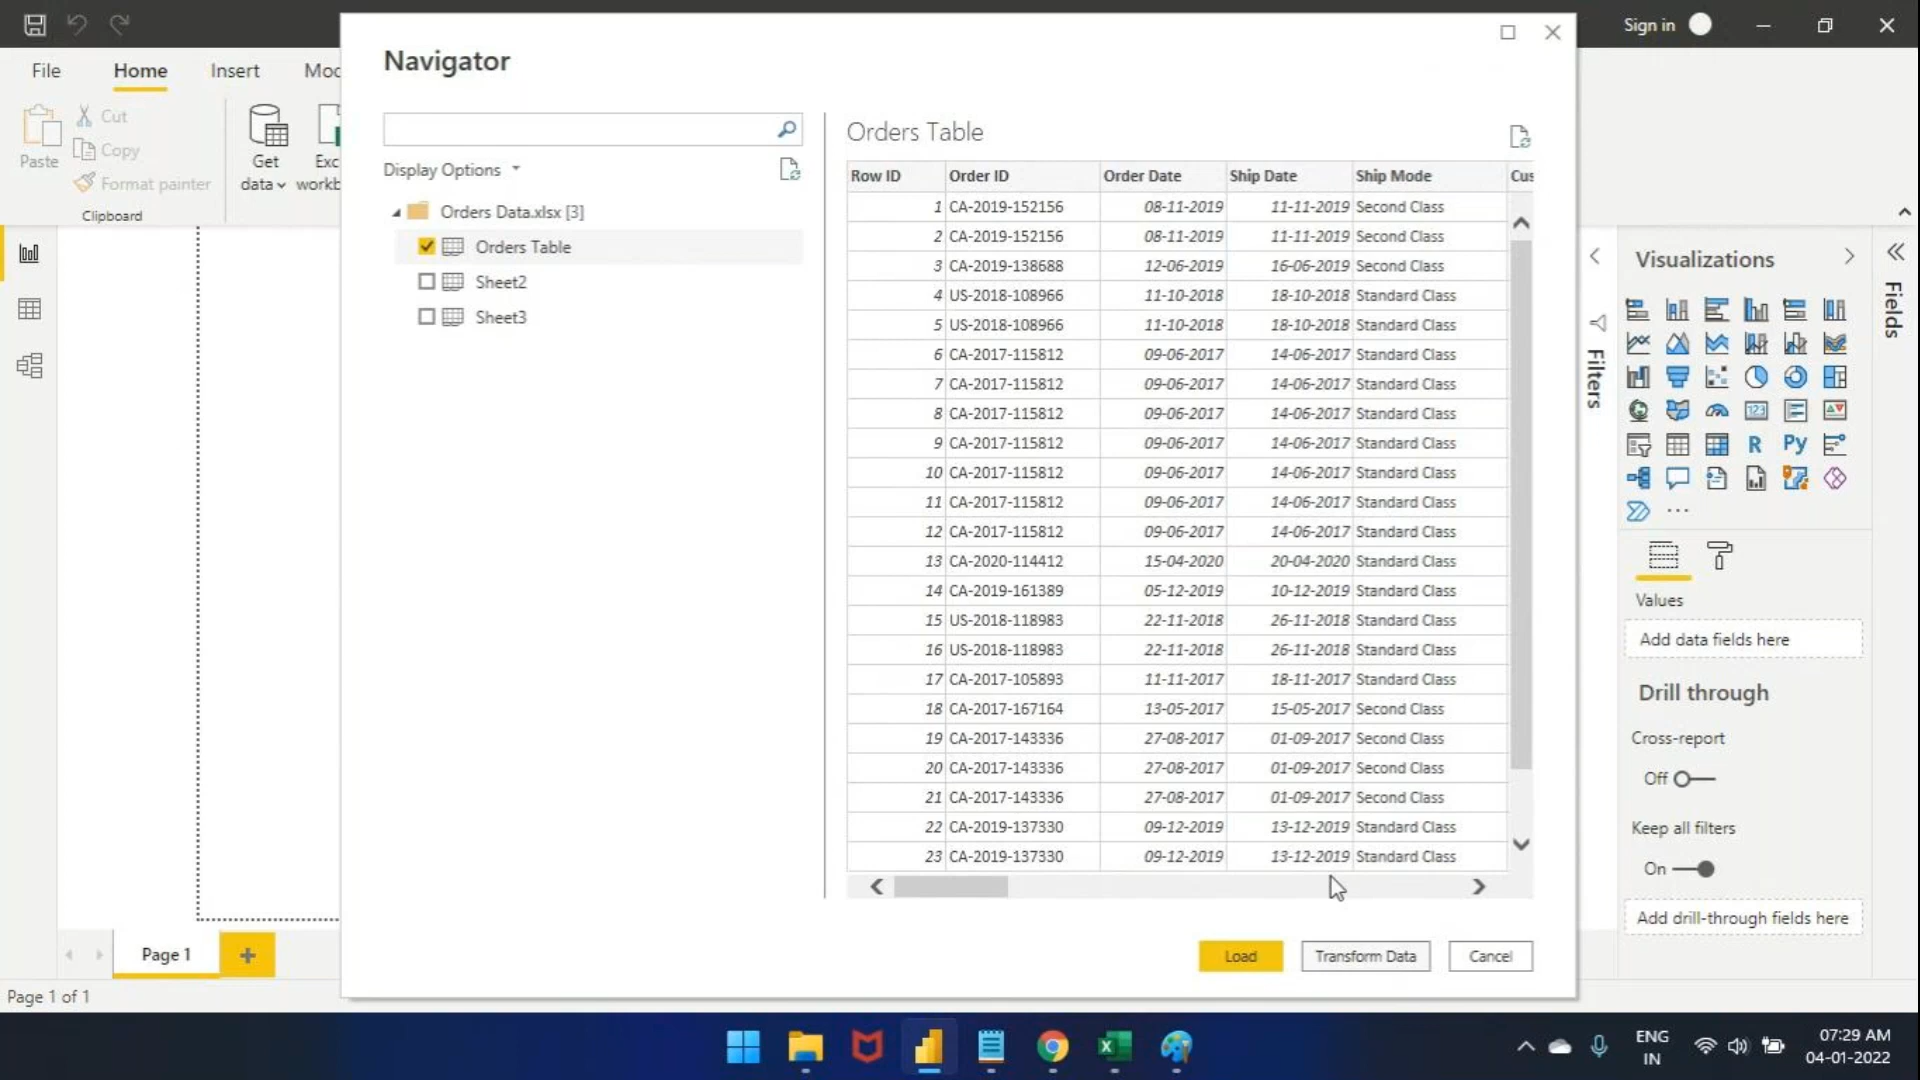 Sign in
File
Home
Insert
Moc
Paste
Cut
Copy
Format painter
Clipboard
Get
data
Exc
workb
Navigator
Display Options
Orders Data.xlsx [3]
Orders Table
Sheet2
Sheet3
Orders Table
Row ID Order ID Order Date Ship Date Ship Mode Cus
1 CA-2019-152156 08-11-2019 11-11-2019 Second Class
2 CA-2019-152156 08-11-2019 11-11-2019 Second Class
3 CA-2019-138688 12-06-2019 16-06-2019 Second Class
4 US-2018-108966 11-10-2018 18-10-2018 Standard Class
5 US-2018-108966 11-10-2018 18-10-2018 Standard Class
6 CA-2017-115812 09-06-2017 14-06-2017 Standard Class
7 CA-2017-115812 09-06-2017 14-06-2017 Standard Class
8 CA-2017-115812 09-06-2017 14-06-2017 Standard Class
9 CA-2017-115812 09-06-2017 14-06-2017 Standard Class
10 CA-2017-115812 09-06-2017 14-06-2017 Standard Class
11 CA-2017-115812 09-06-2017 14-06-2017 Standard Class
12 CA-2017-115812 09-06-2017 14-06-2017 Standard Class
13 CA-2020-114412 15-04-2020 20-04-2020 Standard Class
14 CA-2019-161389 05-12-2019 10-12-2019 Standard Class
15 US-2018-118983 22-11-2018 26-11-2018 Standard Class
16 US-2018-118983 22-11-2018 26-11-2018 Standard Class
17 CA-2017-105893 11-11-2017 18-11-2017 Standard Class
18 CA-2017-167164 13-05-2017 15-05-2017 Second Class
19 CA-2017-143336 27-08-2017 01-09-2017 Second Class
20 CA-2017-143336 27-08-2017 01-09-2017 Second Class
21 CA-2017-143336 27-08-2017 01-09-2017 Second Class
22 CA-2019-137330 09-12-2019 13-12-2019 Standard Class
23 CA-2019-137330 09-12-2019 13-12-2019 Standard Class
Load
Transform Data
Cancel
Filters
Visualizations
123
R
Py
Values
Add data fields here
Drill through
Cross-report
Off
Keep all filters
On
Add drill-through fields here
Fields
Page 1
Page 1 of 1
ENG
IN
07:29 AM
04-01-2022